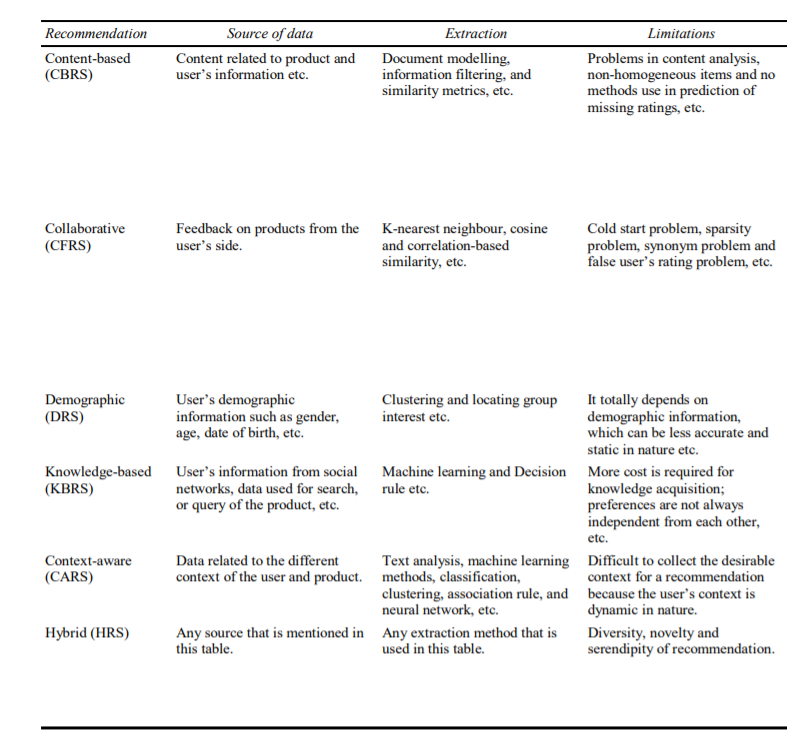 Recommendation Source of data Extraction Limitations
Content-based Content related to product and Document modelling, Problems in content analysis,
(CBRS) user's information etc. information filtering, and non-homogeneous items and no
similarity metrics, etc. methods use in prediction of
missing ratings, etc.
Collaborative Feedback on products from the K-nearest neighbour, cosine Cold start problem, sparsity
(CFRS) user's side. and correlation-based problem, synonym problem and
similarity, etc. false user's rating problem, etc.
Demographic User's demographic Clustering and locating group It totally depends on
(DRS) information such as gender, interest etc. demographic information,
age, date of birth, etc. which can be less accurate and
static in nature etc.
Knowledge-based User's information from social Machine learning and Decision More cost is required for
(KBRS) networks, data used for search, rule etc. knowledge acquisition;
or query of the product, etc. preferences are not always
independent from each other,
etc.
Context-aware Data related to the different Text analysis, machine learning Difficult to collect the desirable
(CARS) context of the user and product. methods, classification, context for a recommendation
clustering, association rule, and because the user's context is
neural network, etc. dynamic in nature.
Hybrid (HRS) Any source that is mentioned in Any extraction method that is Diversity, novelty and
this table. used in this table. serendipity of recommendation.